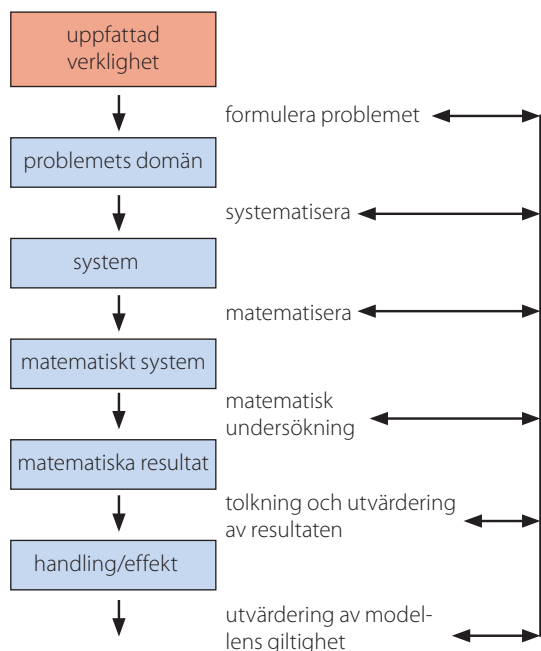 uppfattad
verklighet
formulera problemet
problemets domän
systematisera
system
matematisera
matematiskt system
matematisk
undersökning
matematiska resultat
tolkning och utvärdering
av resultaten
handling/effekt
utvärdering av model-
lens giltighet